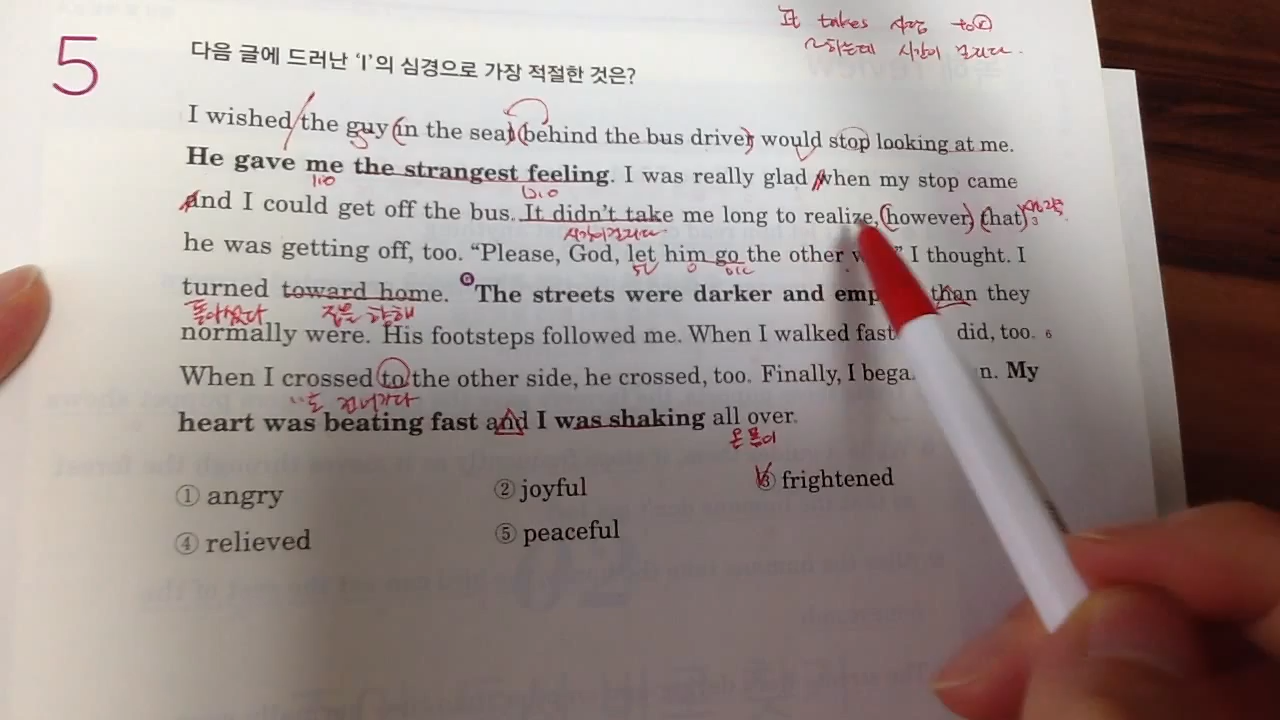 It takes 시간 to ⓡ
~하는데 시간이 걸리다.
5
다음 글에 드러난 'I'의 심경으로 가장 적절한 것은?
I wished the guy in the seat behind the bus driver would stop looking at me.
He gave me the strangest feeling. I was really glad when my stop came
I·O D·O
and I could get off the bus. It didn't take me long to realize, however, that 생략 3
시간이 걸리다
he was getting off, too. "Please, God, let him go the other I thought. I
5V O O·C
turned toward home. G The streets were darker and than they
돌아섰다 집을 향해
normally were. His footsteps followed me. When I walked did, too. 6
When I crossed to the other side, he crossed, too. Finally, I My
건너가다
heart was beating fast and I was shaking all over.
온몸이
① angry ② joyful ③ frightened
④ relieved ⑤ peaceful